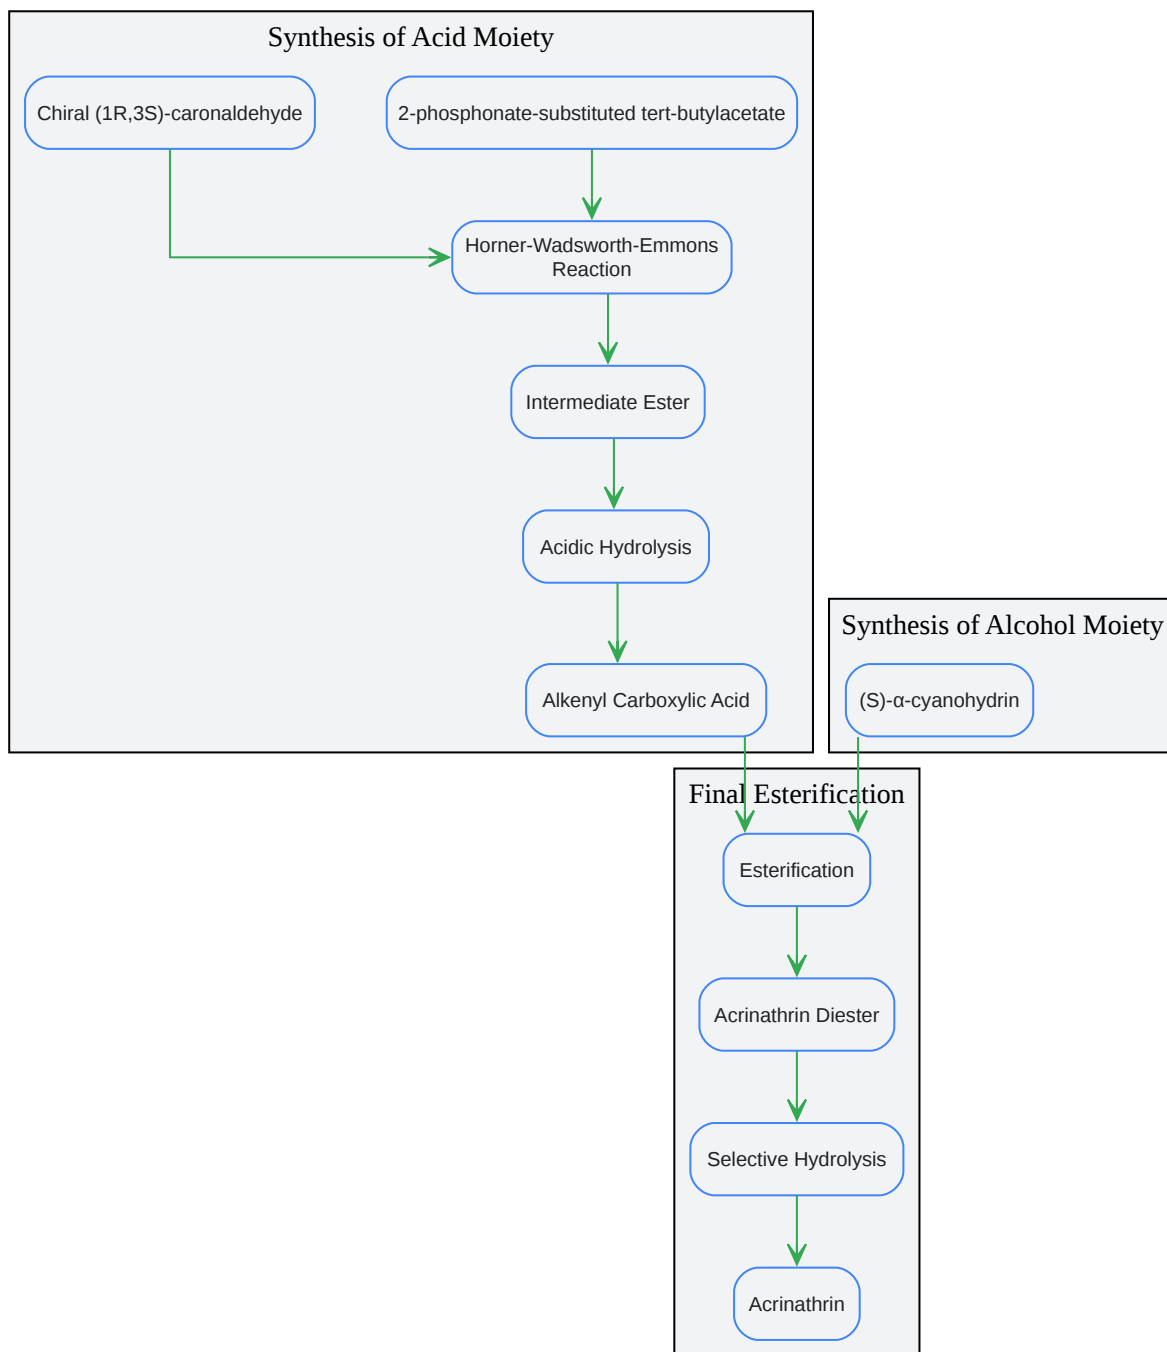 Synthesis of Acid Moiety
Chiral (1R,3S)-caronaldehyde
2-phosphonate-substituted tert-butylacetate
Horner-Wadsworth-Emmons
Reaction
Intermediate Ester
Acidic Hydrolysis
Synthesis of Alcohol Moiety
Alkenyl Carboxylic Acid
(S)-α-cyanohydrin
Final Esterification
Esterification
Acrinathrin Diester
Selective Hydrolysis
Acrinathrin